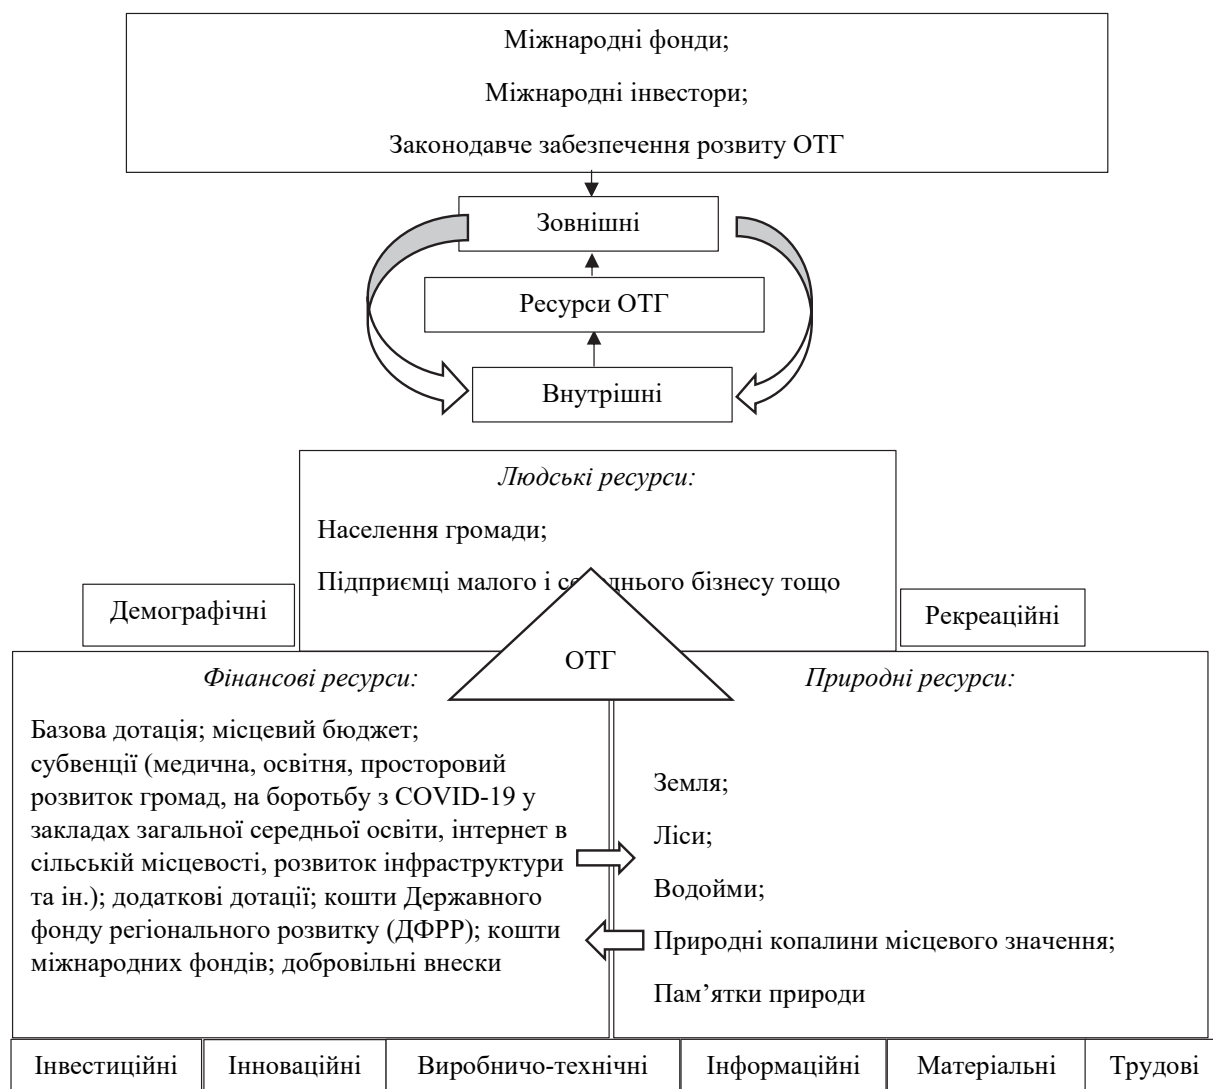 Міжнародні фонди;
Міжнародні інвестори;
Законодавче забезпечення розвиту ОТГ
Зовнішні
Ресурси ОТГ
Внутрішні
Людські ресурси:
Населення громади;
Підприємці малого і бізнесу тощо
Демографічні
Рекреаційні
ОТГ
Фінансові ресурси:
Базова дотація; місцевий бюджет;
субвенції (медична, освітня, просторовий
розвиток громад, на боротьбу з COVID-19 у
закладах загальної середньої освіти, інтернет в
сільській місцевості, розвиток інфраструктури
та ін.); додаткові дотації; кошти Державного
фонду регіонального розвитку (ДФРР); кошти
міжнародних фондів; добровільні внески
Природні ресурси:
Земля;
Ліси;
Водойми;
Природні копалини місцевого значення;
Пам’ятки природи
Інвестиційні
Інноваційні
Виробничо-технічні
Інформаційні
Матеріальні
Трудові